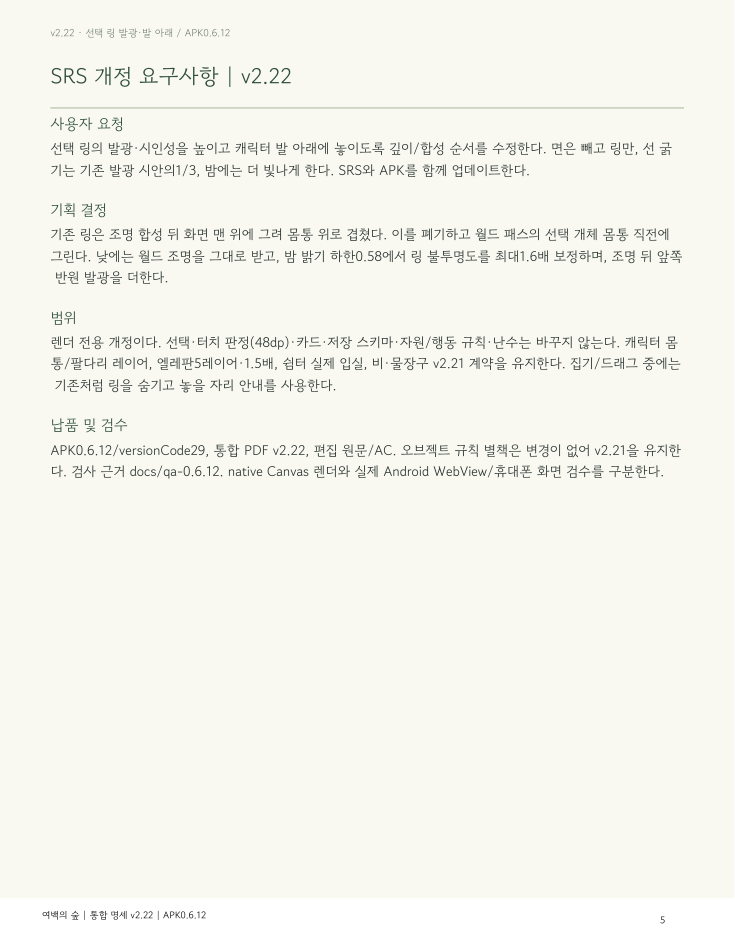 v2.22 · 선택 링 발광·발 아래 / APK0.6.12
SRS 개정 요구사항 | v2.22
사용자 요청
선택 링의 발광·시인성을 높이고 캐릭터 발 아래에 놓이도록 깊이/합성 순서를 수정한다. 면은 빼고 링만, 선 굵
기는 기존 발광 시안의1/3, 밤에는 더 빛나게 한다. SRS와 APK를 함께 업데이트한다.
기획 결정
기존 링은 조명 합성 뒤 화면 맨 위에 그려 몸통 위로 겹쳤다. 이를 폐기하고 월드 패스의 선택 개체 몸통 직전에
그린다. 낮에는 월드 조명을 그대로 받고, 밤 밝기 하한0.58에서 링 불투명도를 최대1.6배 보정하며, 조명 뒤 앞쪽
반원 발광을 더한다.
범위
렌더 전용 개정이다. 선택·터치 판정(48dp)·카드·저장 스키마·자원/행동 규칙·난수는 바꾸지 않는다. 캐릭터 몸
통/팔다리 레이어, 엘레판5레이어·1.5배, 쉼터 실제 입실, 비·물장구 v2.21 계약을 유지한다. 집기/드래그 중에는
기존처럼 링을 숨기고 놓을 자리 안내를 사용한다.
납품 및 검수
APK0.6.12/versionCode29, 통합 PDF v2.22, 편집 원문/AC. 오브젝트 규칙 별책은 변경이 없어 v2.21을 유지한
다. 검사 근거 docs/qa-0.6.12. native Canvas 렌더와 실제 Android WebView/휴대폰 화면 검수를 구분한다.
여백의 숲 | 통합 명세 v2.22 | APK0.6.12
5